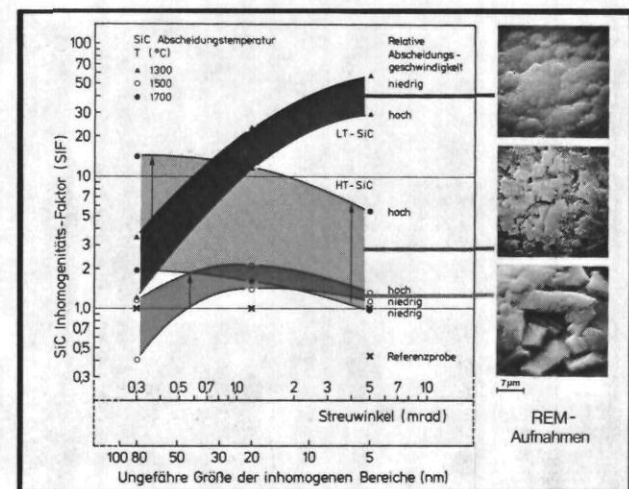 SiC Abscheidungstemperatur
T (°C)
▲ 1300
○ 1500
● 1700
Relative
Abscheidungs-
geschwindigkeit
niedrig
hoch
LT-SiC
HT-SiC
hoch
hoch
niedrig
niedrig
Referenzprobe
SiC Inhomogenitäts-Faktor (SIF)
100
70
50
30
20
10
7
5
3
2
1,0
0,7
0,5
0,3
0,3 0,5 0,7 1,0 2 3 5 7 10
Streuwinkel (mrad)
100 80 50 30 20 10 5
Ungefähre Größe der inhomogenen Bereiche (nm)
7 µm
REM-
Aufnahmen